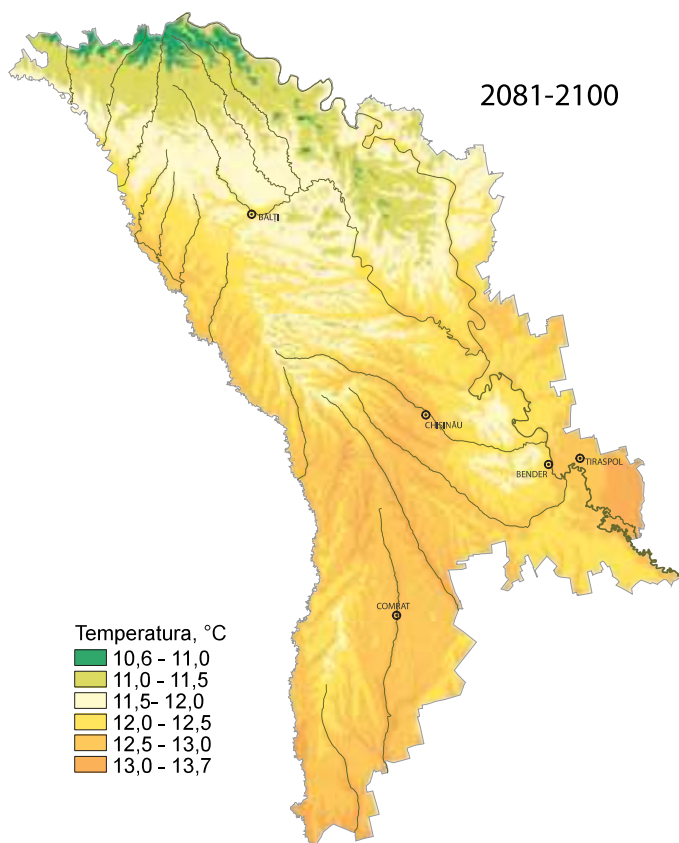 2081-2100
BĂLȚI
CHIȘINĂU
TIRASPOL
BENDER
COMRAT
Temperatura, °C
10,6 - 11,0
11,0 - 11,5
11,5- 12,0
12,0 - 12,5
12,5 - 13,0
13,0 - 13,7